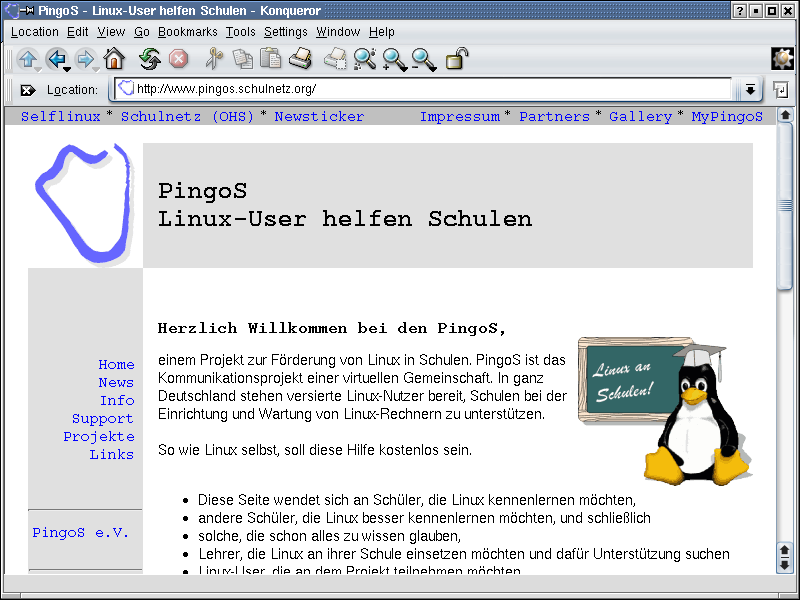 PingoS - Linux-User helfen Schulen - Konqueror
Location Edit View Go Bookmarks Tools Settings Window Help
Location: http://www.pingos.schulnetz.org/
Selflinux * Schulnetz (OHS) * Newsticker Impressum * Partners * Gallery * MyPingoS
PingoS
Linux-User helfen Schulen
Home
News
Info
Support
Projekte
Links
PingoS e.V.
Herzlich Willkommen bei den PingoS,
einem Projekt zur Förderung von Linux in Schulen. PingoS ist das
Kommunikationsprojekt einer virtuellen Gemeinschaft. In ganz
Deutschland stehen versierte Linux-Nutzer bereit, Schulen bei der
Einrichtung und Wartung von Linux-Rechnern zu unterstützen.
Linux an
Schulen!
So wie Linux selbst, soll diese Hilfe kostenlos sein.
• Diese Seite wendet sich an Schüler, die Linux kennenlernen möchten,
• andere Schüler, die Linux besser kennenlernen möchten, und schließlich
• solche, die schon alles zu wissen glauben,
• Lehrer, die Linux an ihrer Schule einsetzen möchten und dafür Unterstützung suchen
• Linux-User, die an dem Projekt teilnehmen möchten